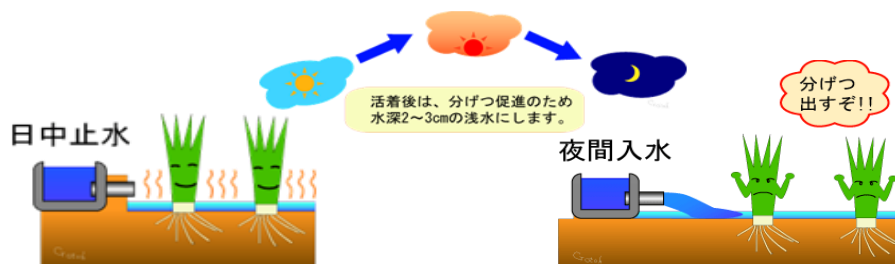 日中止水
活着後は、分げつ促進のため
水深2～3cmの浅水にします。
夜間入水
分げつ
出すぞ!!